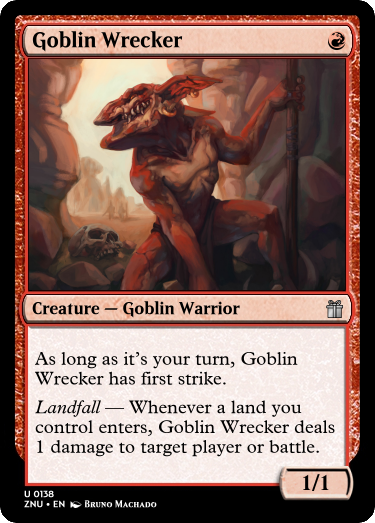 Goblin Wrecker
Creature — Goblin Warrior
As long as it's your turn, Goblin
Wrecker has first strike.
Landfall — Whenever a land you
control enters, Goblin Wrecker deals
1 damage to target player or battle.
1/1
U 0138
ZNU • EN Bruno Machado